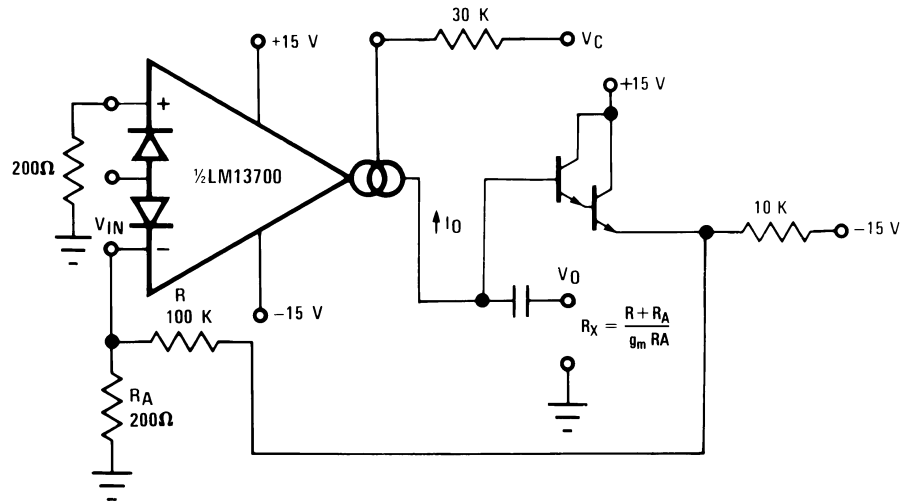 30 K
V_C
+15 V
+15 V
+
200Ω
½LM13700
V_IN
−
I_O
10 K
−15 V
V_O
R_X = (R + R_A) / (g_m RA)
−15 V
R
100 K
R_A
200Ω